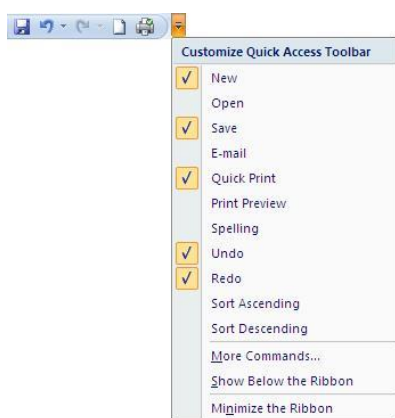 Customize Quick Access Toolbar
New
Open
Save
E-mail
Quick Print
Print Preview
Spelling
Undo
Redo
Sort Ascending
Sort Descending
More Commands...
Show Below the Ribbon
Minimize the Ribbon